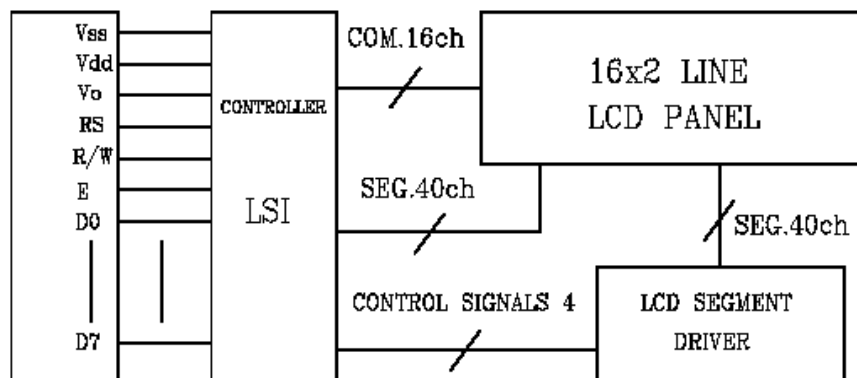 Vss
Vdd
Vo
RS
R/W
E
D0
D7
CONTROLLER
LSI
COM.16ch
SEG.40ch
CONTROL SIGNALS 4
16x2 LINE
LCD PANEL
SEG.40ch
LCD SEGMENT
DRIVER